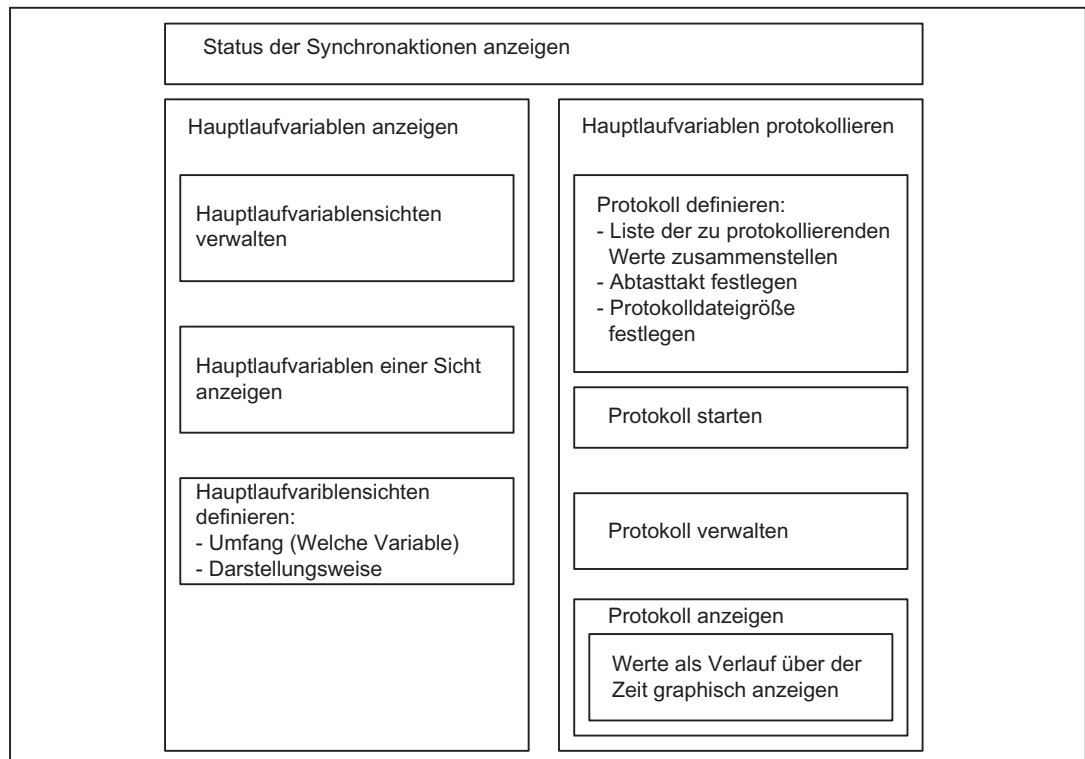 Status der Synchronaktionen anzeigen
Hauptlaufvariablen anzeigen
Hauptlaufvariablensichten
verwalten
Hauptlaufvariablen einer Sicht
anzeigen
Hauptlaufvariblensichten
definieren:
- Umfang (Welche Variable)
- Darstellungsweise
Hauptlaufvariablen protokollieren
Protokoll definieren:
- Liste der zu protokollierenden
Werte zusammenstellen
- Abtasttakt festlegen
- Protokolldateigröße
festlegen
Protokoll starten
Protokoll verwalten
Protokoll anzeigen
Werte als Verlauf über der
Zeit graphisch anzeigen